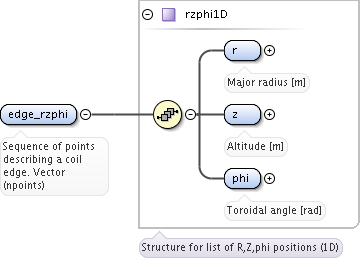 rzphi1D
r
Major radius [m]
edge_rzphi
z
Sequence of points
describing a coil
edge. Vector
(npoints)
Altitude [m]
phi
Toroidal angle [rad]
Structure for list of R,Z,phi positions (1D)